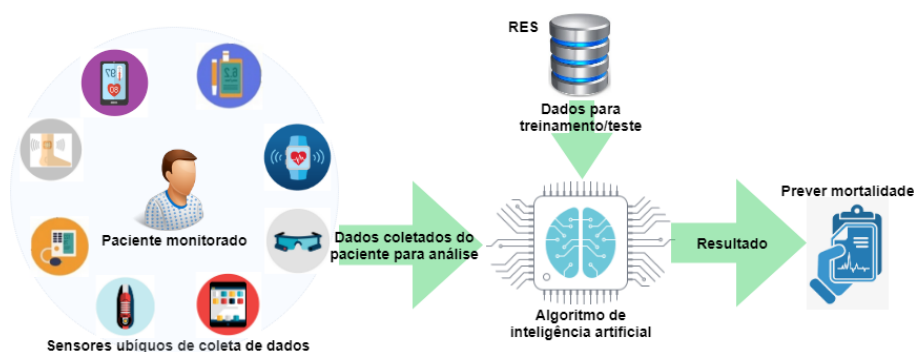 RES
Dados para
treinamento/teste
Paciente monitorado
Dados coletados do
paciente para análise
Resultado
Prever mortalidade
Algoritmo de
inteligência artificial
Sensores ubíquos de coleta de dados